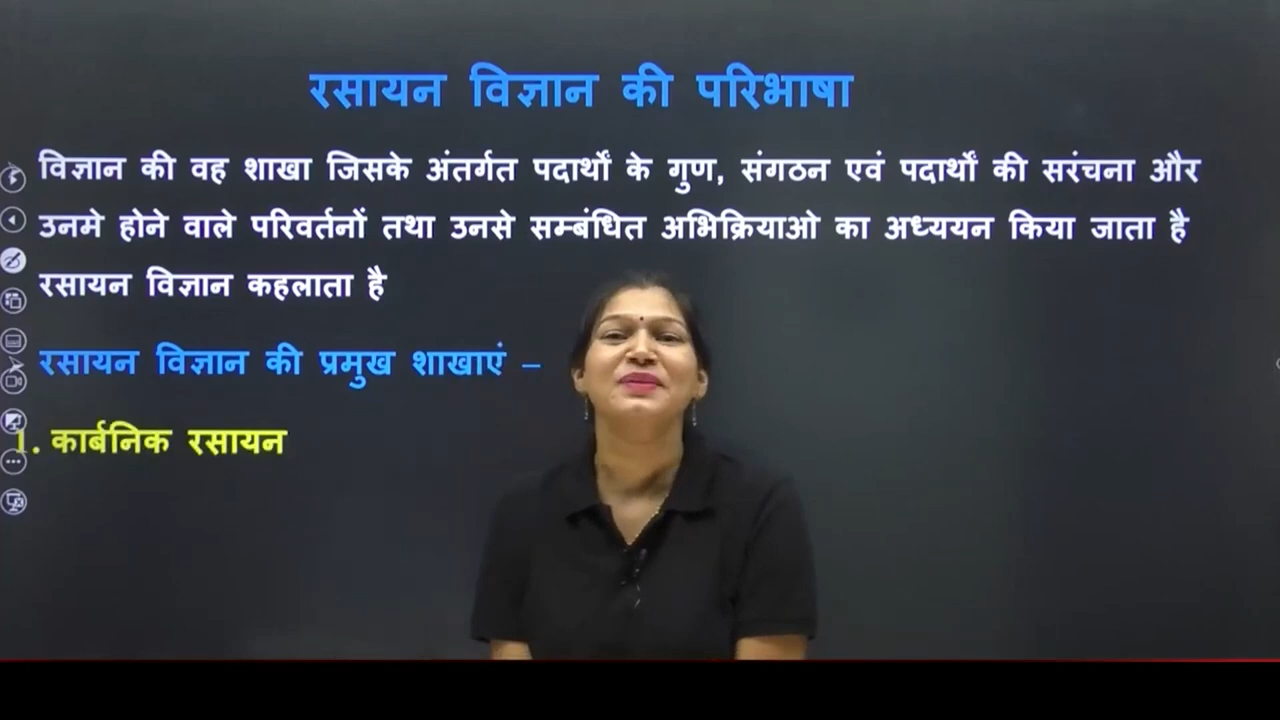 रसायन विज्ञान की परिभाषा
विज्ञान की वह शाखा जिसके अंतर्गत पदार्थों के गुण, संगठन एवं पदार्थों की सरंचना और
उनमे होने वाले परिवर्तनों तथा उनसे सम्बंधित अभिक्रियाओ का अध्ययन किया जाता है
रसायन विज्ञान कहलाता है
रसायन विज्ञान की प्रमुख शाखाएं –
1. कार्बनिक रसायन